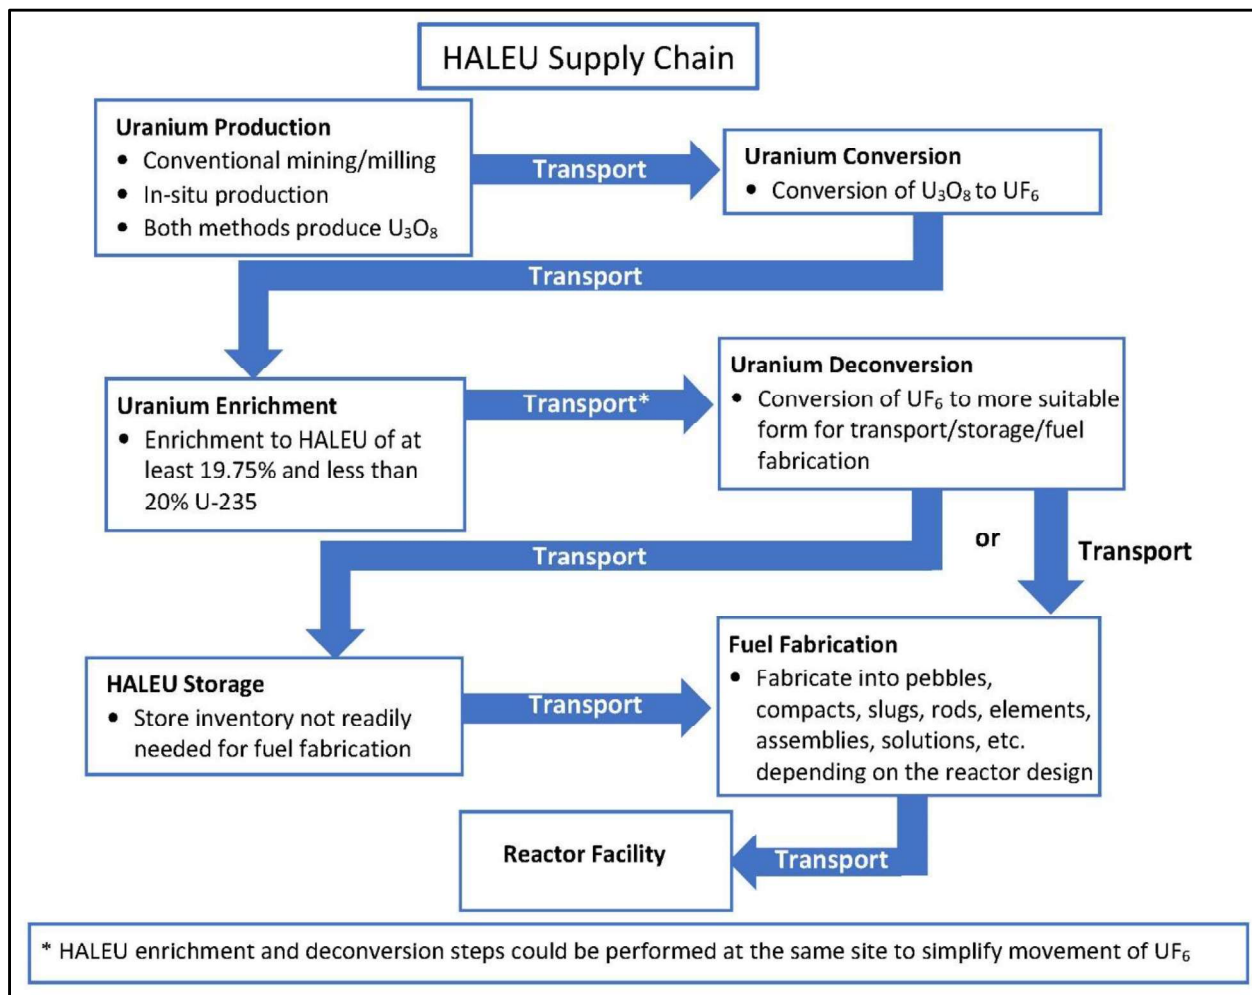 HALEU Supply Chain
Uranium Production
• Conventional mining/milling
• In-situ production
• Both methods produce U₃O₈
Transport
Uranium Conversion
• Conversion of U₃O₈ to UF₆
Transport
Uranium Enrichment
• Enrichment to HALEU of at
least 19.75% and less than
20% U-235
Transport*
Uranium Deconversion
• Conversion of UF₆ to more suitable
form for transport/storage/fuel
fabrication
Transport
or
Transport
HALEU Storage
• Store inventory not readily
needed for fuel fabrication
Transport
Fuel Fabrication
• Fabricate into pebbles,
compacts, slugs, rods, elements,
assemblies, solutions, etc.
depending on the reactor design
Transport
Reactor Facility
* HALEU enrichment and deconversion steps could be performed at the same site to simplify movement of UF₆